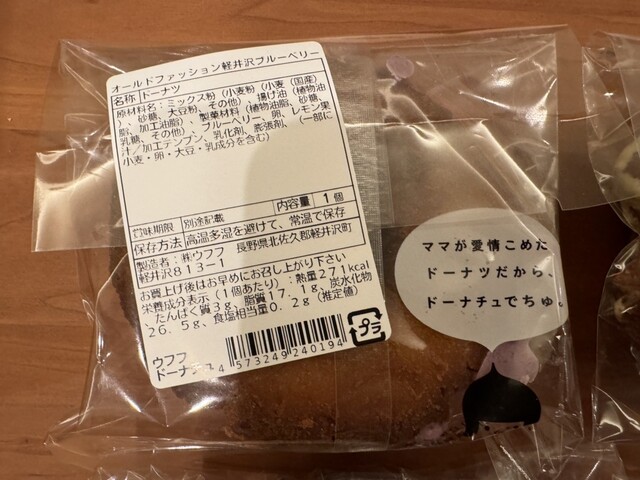 オールドファッション軽井沢ブルーベリー
名称 ドーナツ
原材料名：ミックス粉（小麦粉（小麦（国産）
）、砂糖、大豆粉、その他）、揚げ油（植物油
脂、加工油脂）、製菓材料（植物油脂、砂糖、
乳糖、その他）、ブルーベリー、卵、レモン果
汁／加工デンプン、乳化剤、膨張剤、（一部に
小麦・卵・大豆・乳成分を含む）
内容量 1個
賞味期限 別途記載
保存方法 高温多湿を避けて、常温で保存
製造者：㈱ウフフ 長野県北佐久郡軽井沢町
軽井沢813－1
お買上げ後はお早めにお召し上がり下さい
栄養成分表示（1個あたり）：熱量271kcal
たんぱく質3g、脂質17.1g、炭水化物
26.5g、食塩相当量0.2g（推定値）
ウフフ
ドーナ
4 573249 240194
プラ
ママが愛情こめた
ドーナツだから、
ドーナチュでちゅ。